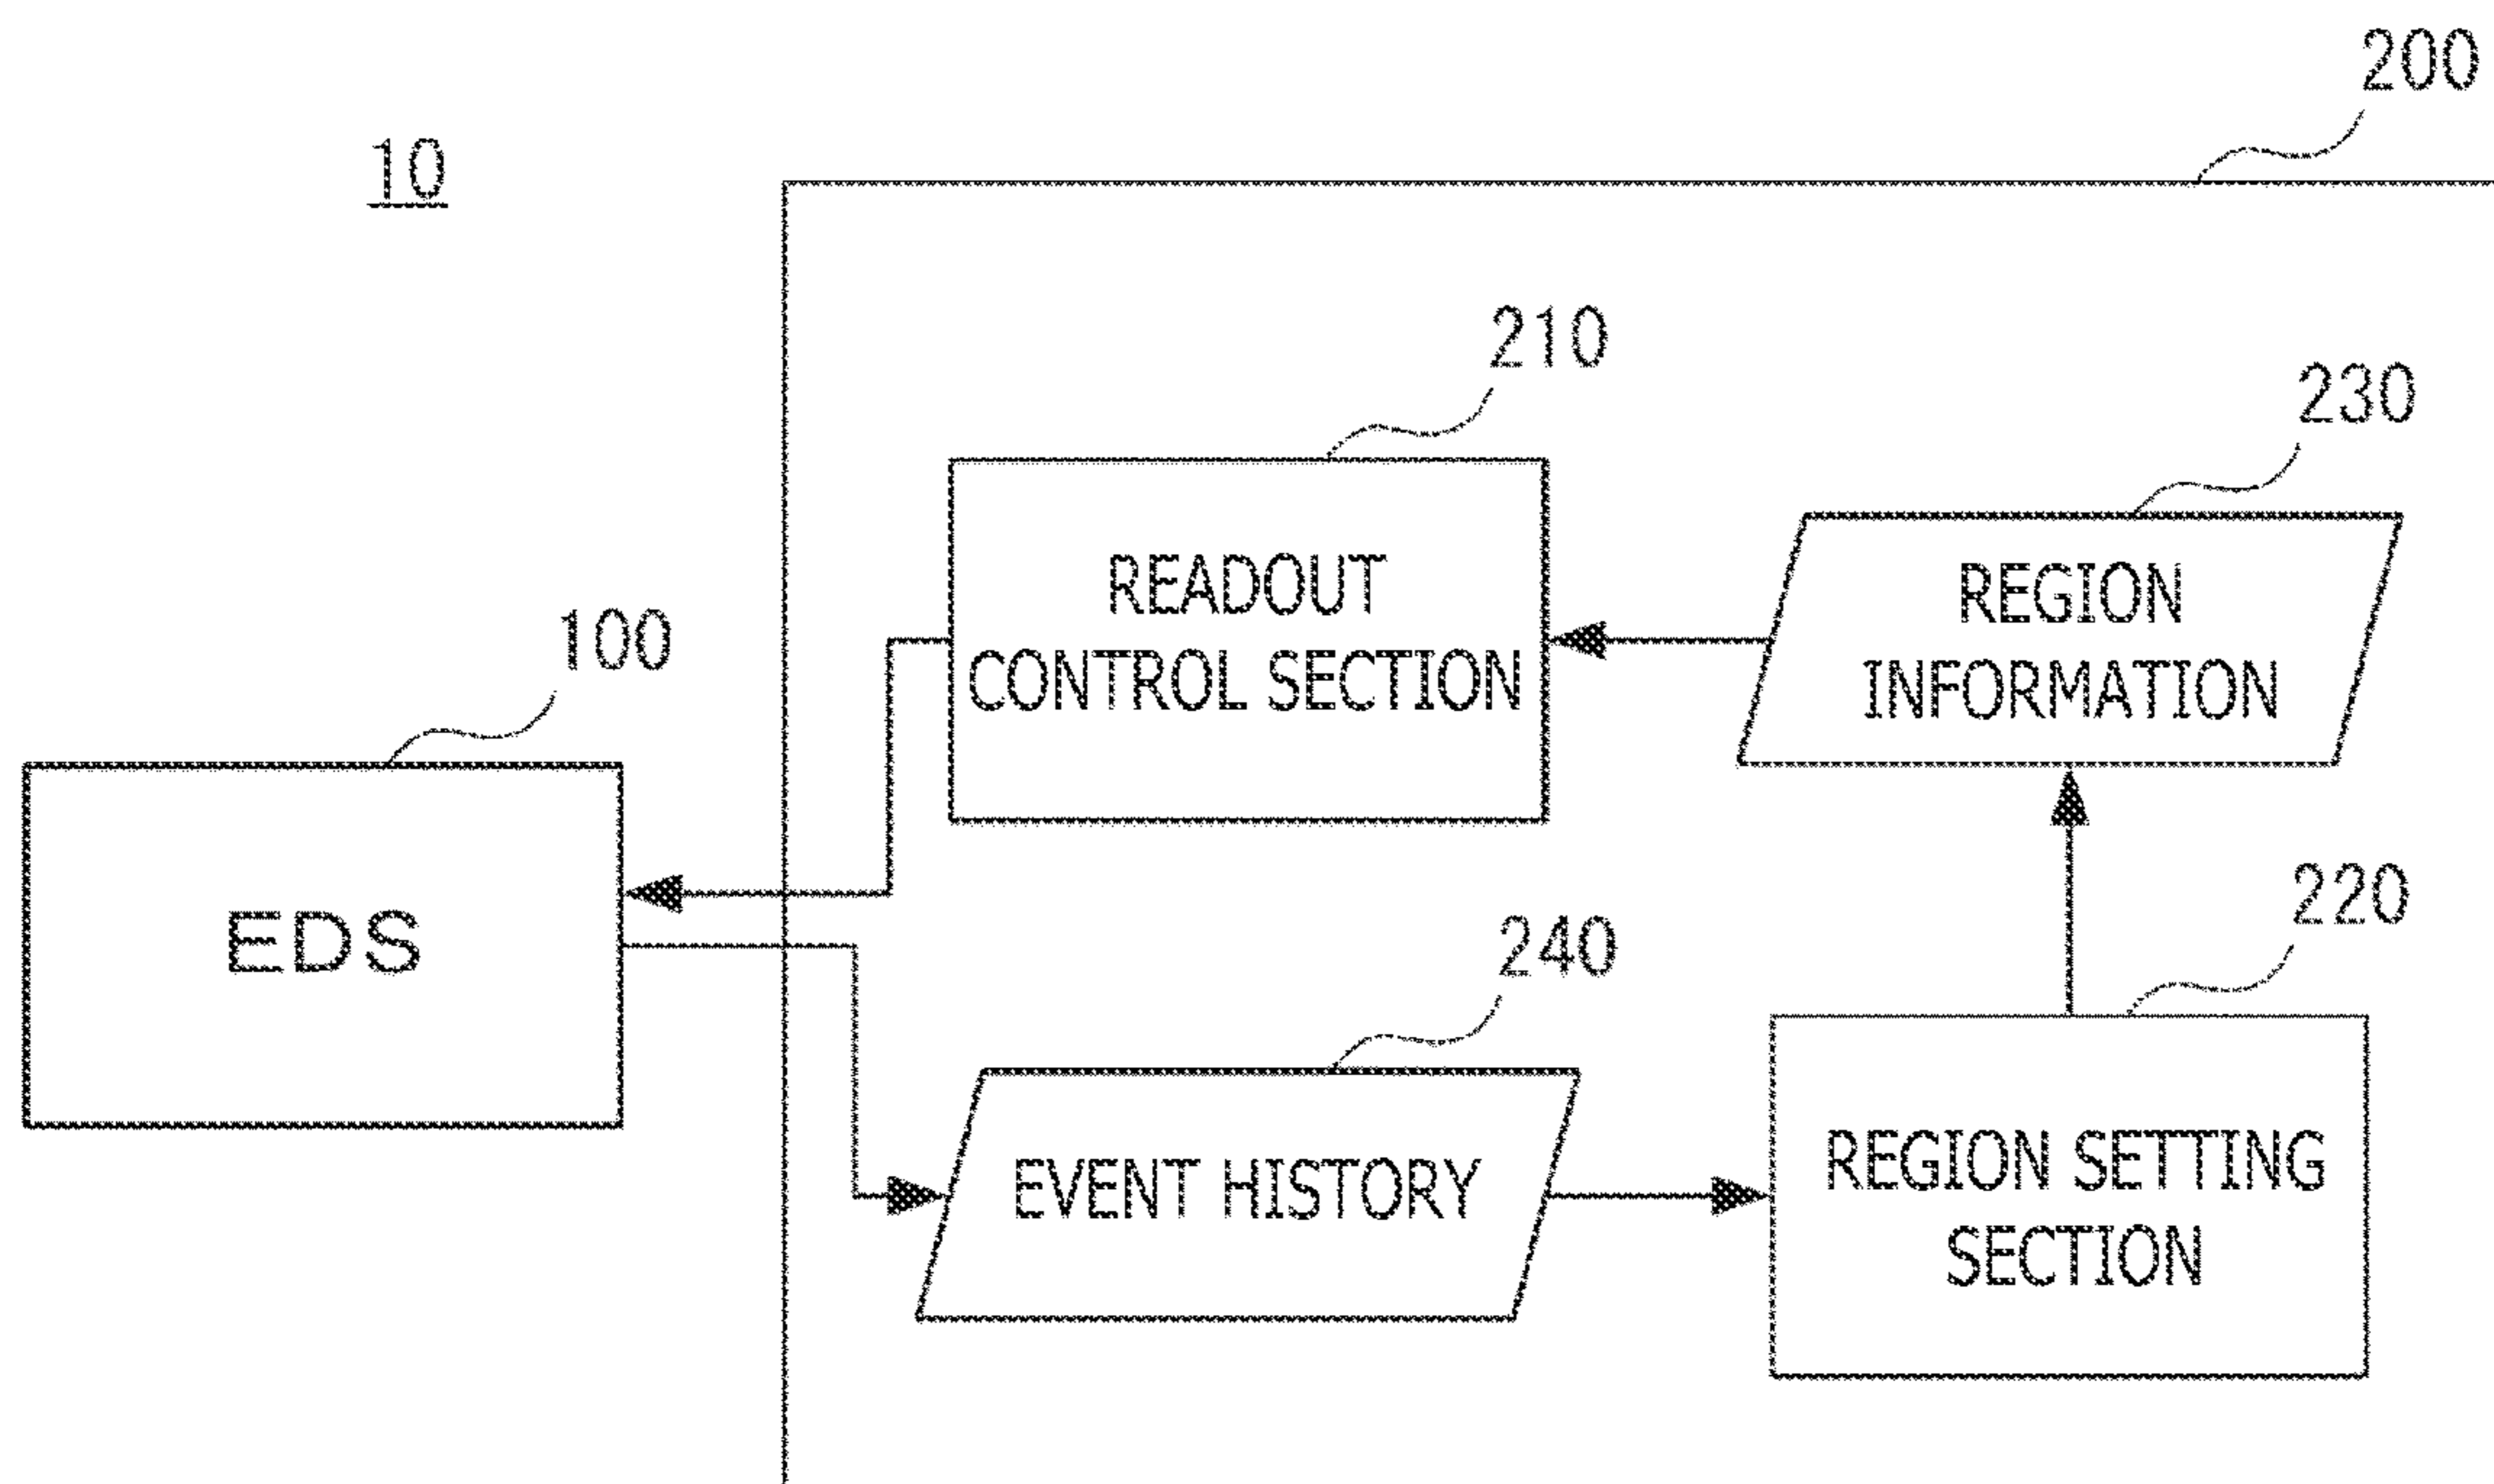 200
10
210
230
READOUT
CONTROL SECTION
REGION
INFORMATION
100
EDS
240
220
EVENT HISTORY
REGION SETTING
SECTION